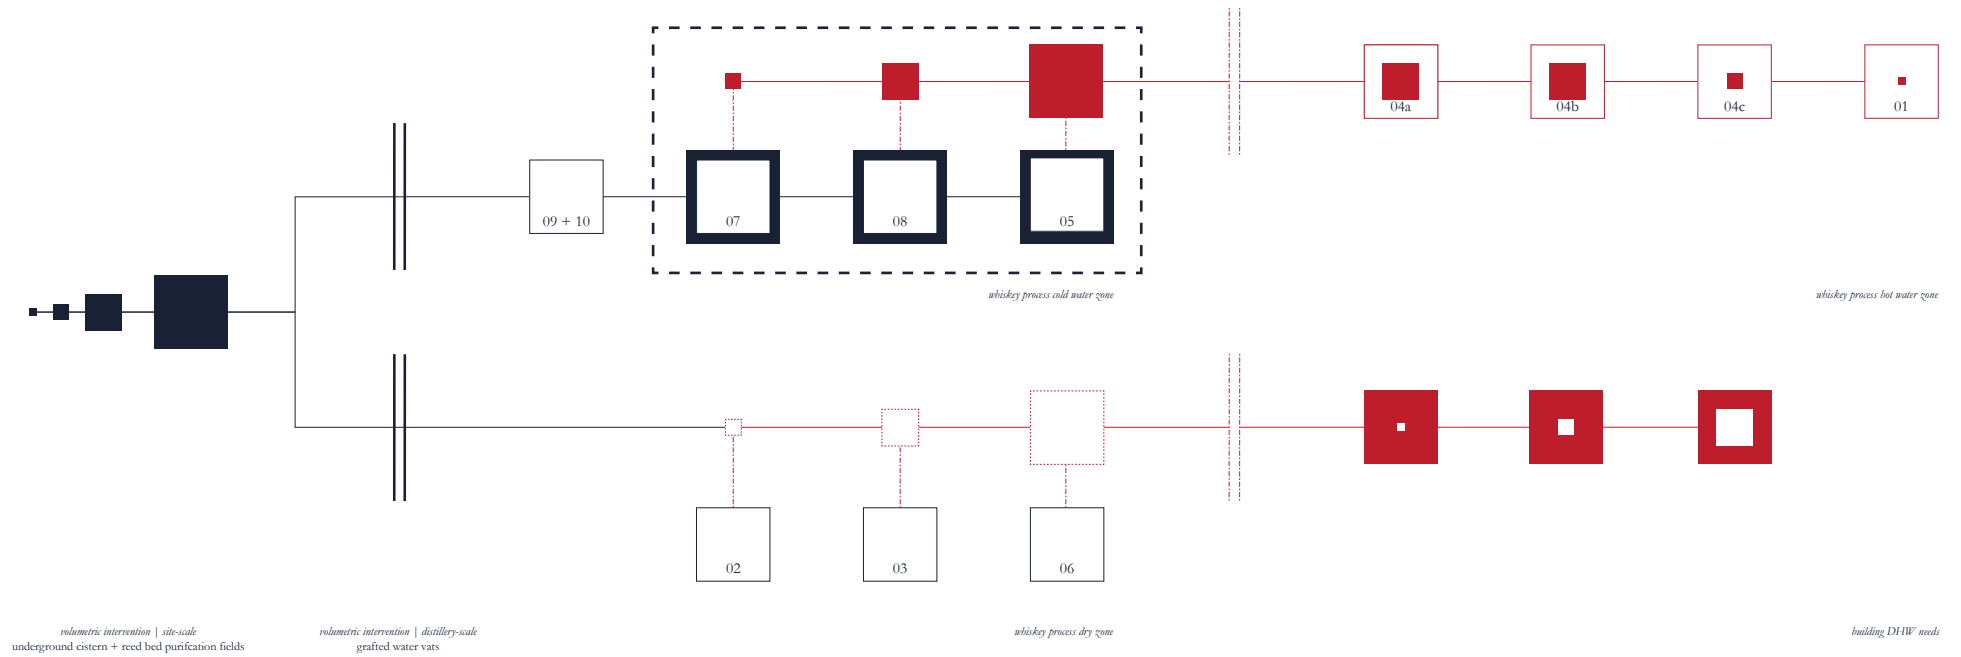 04a
04b
04c
01
09 + 10
07
08
05
whiskey process cold water zone
whiskey process hot water zone
02
03
06
volumetric intervention | site-scale
underground cistern + reed bed purifcation fields
volumetric intervention | distillery-scale
grafted water vats
whiskey process dry zone
building DHW needs